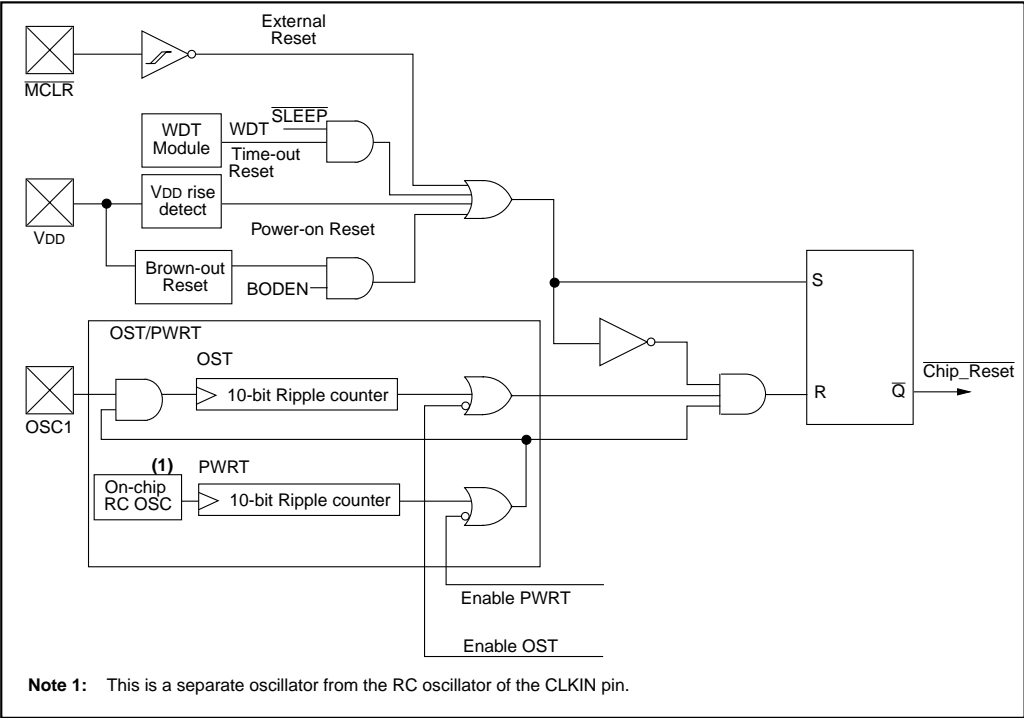 External
Reset
MCLR
SLEEP
WDT
Module
WDT
Time-out
Reset
VDD rise
detect
VDD
Power-on Reset
Brown-out
Reset
BODEN
S
OST/PWRT
OST
10-bit Ripple counter
OSC1
R
Q
Chip_Reset
(1)
PWRT
On-chip
RC OSC
10-bit Ripple counter
Enable PWRT
Enable OST
Note 1: This is a separate oscillator from the RC oscillator of the CLKIN pin.